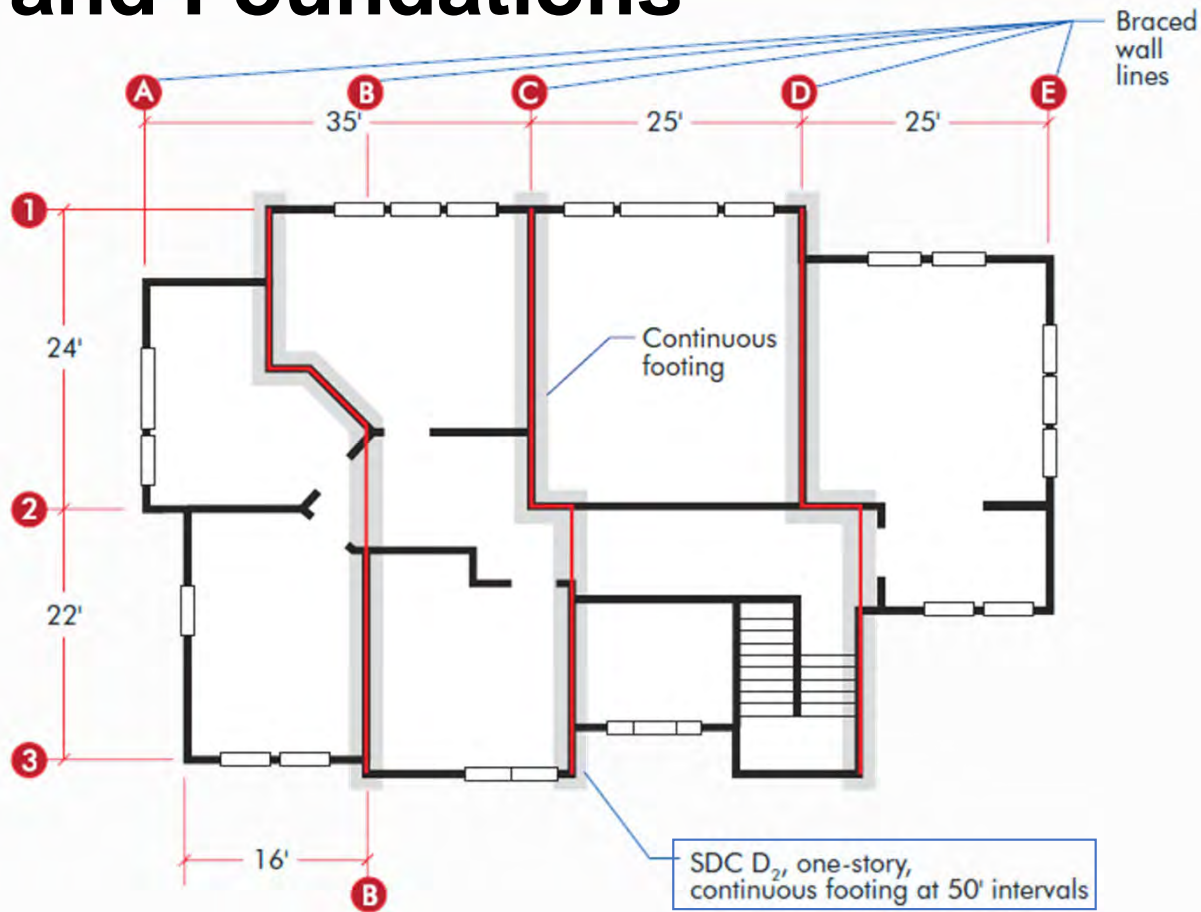 and Foundations
Braced
wall
lines
A B C D E
35' 25' 25'
1
24'
Continuous
footing
2
22'
3
16'
SDC D₂, one-story,
continuous footing at 50' intervals
B